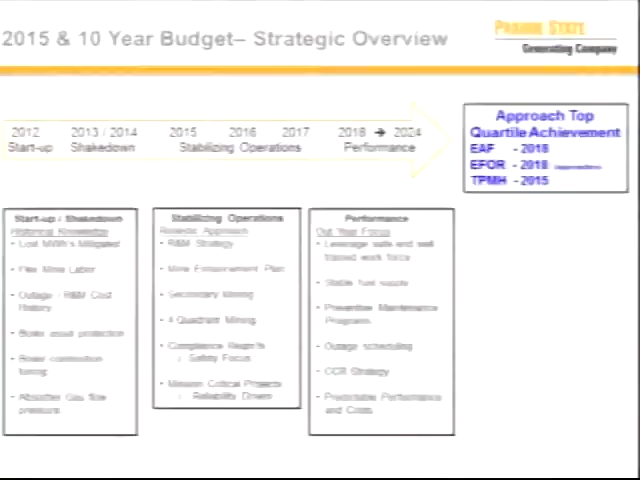 2015 & 10 Year Budget– Strategic Overview
PRAIRIE STATE
Generating Company
2012 2013 / 2014 2015 2016 2017 2018 → 2024
Start-up Shakedown Stabilizing Operations Performance
Approach Top
Quartile Achievement
EAF - 2018
EFOR - 2018
TPMH - 2015
Start-up / Shakedown
Historical Knowledge
• Lost MWh's Mitigated
• Mine Labor
• Outage - R&M Cost
History
• Boiler asset protection
• Boiler combustion
tuning
• Absorber Gas flow
pressure
Stabilizing Operations
Realistic Approach
• R&M Strategy
• Mine Enhancement Plan
• Secondary Mining
• 4 Quadrant Mining
• Compliance Reports
Safety Focus
• Mission Critical Projects
Reliability Driven
Performance
Out Year Focus
• Leverage safe and well
trained work force
• Stable fuel supply
• Preventive Maintenance
Programs
• Outage scheduling
• CCR Strategy
• Predictable Performance
and Costs